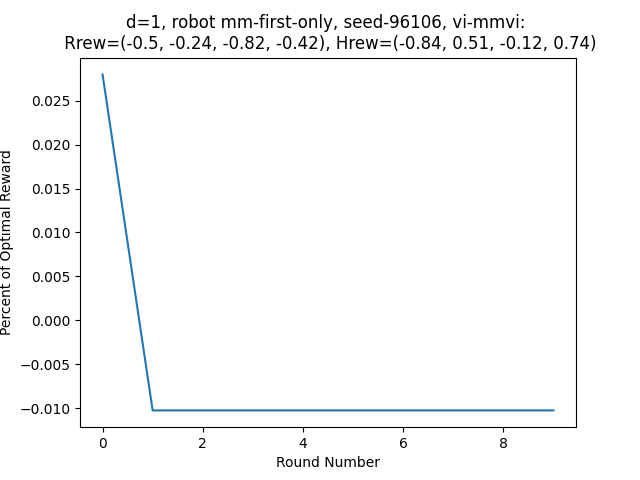 d=1, robot mm-first-only, seed-96106, vi-mmvi:
Rrew=(-0.5, -0.24, -0.82, -0.42), Hrew=(-0.84, 0.51, -0.12, 0.74)
Percent of Optimal Reward
0.025
0.020
0.015
0.010
0.005
0.000
−0.005
−0.010
0 2 4 6 8
Round Number